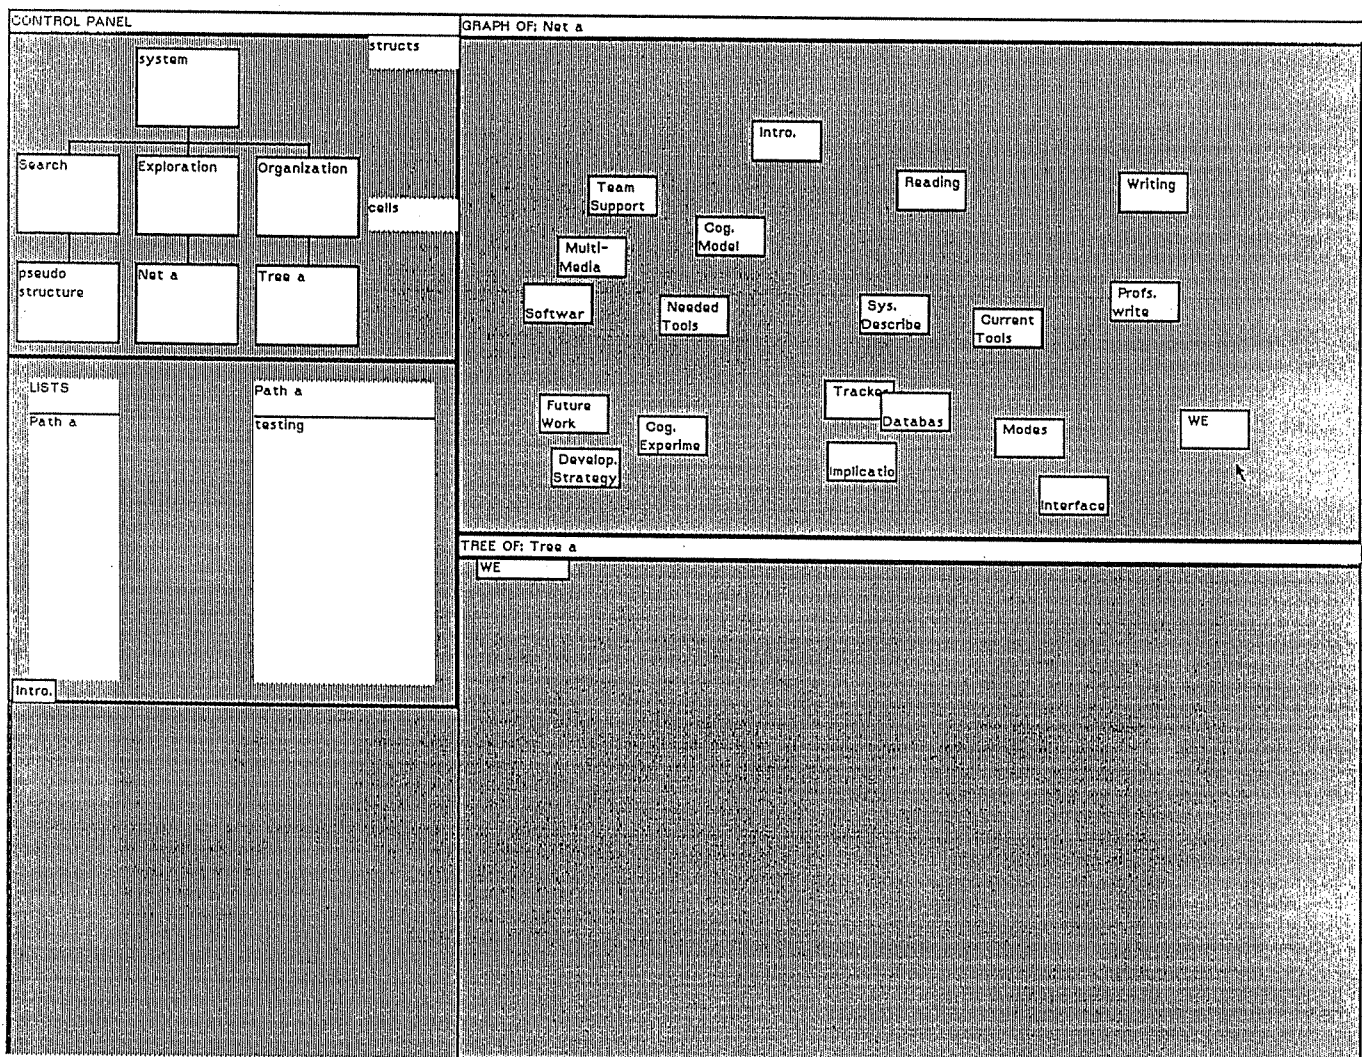 CONTROL PANEL
structs
system
Search
Exploration
Organization
cells
pseudo
structure
Net a
Tree a
LISTS
Path a
Path a
testing
Intro.
GRAPH OF: Net a
Intro.
Team
Support
Reading
Writing
Cog.
Model
Multi-
Media
Softwar
Needed
Tools
Sys.
Describe
Current
Tools
Profs.
write
Future
Work
Cog.
Experime
Develop.
Strategy
Tracker
Databas
Implicatio
Modes
Interface
WE
TREE OF: Tree a
WE